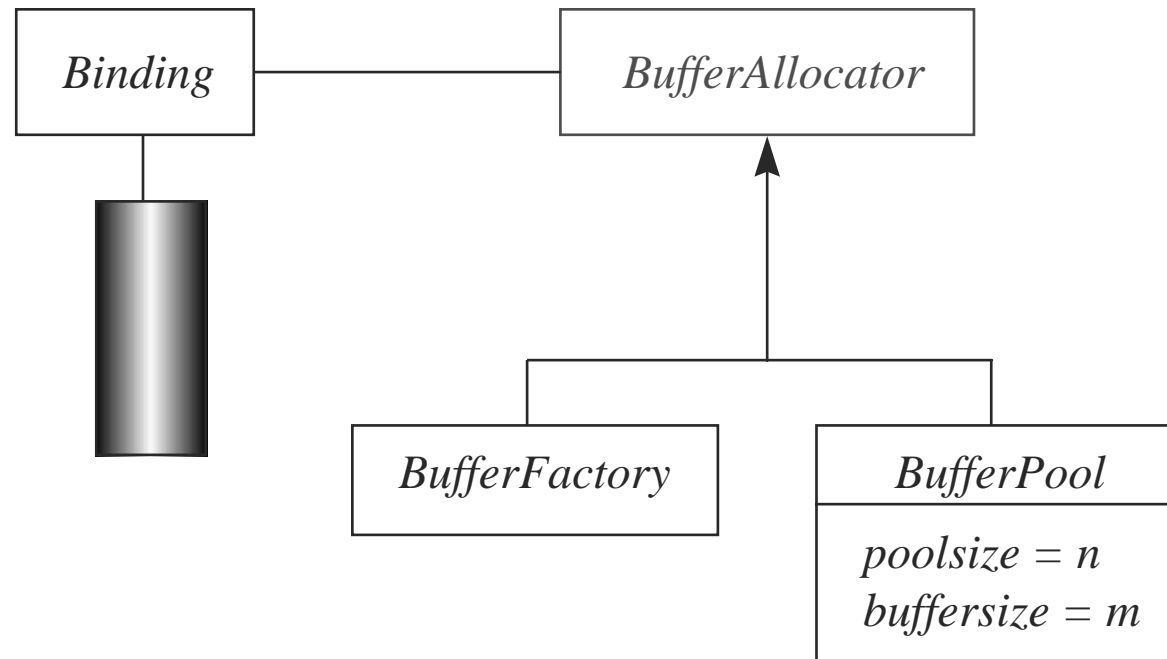 Binding
BufferAllocator
BufferFactory
BufferPool
poolsize = n
buffersize = m